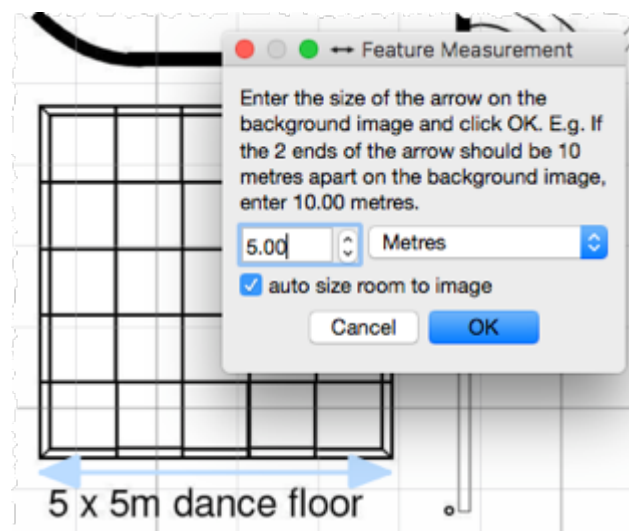 Feature Measurement
Enter the size of the arrow on the
background image and click OK. E.g. If
the 2 ends of the arrow should be 10
metres apart on the background image,
enter 10.00 metres.
5.00 Metres
auto size room to image
Cancel OK
5 x 5m dance floor